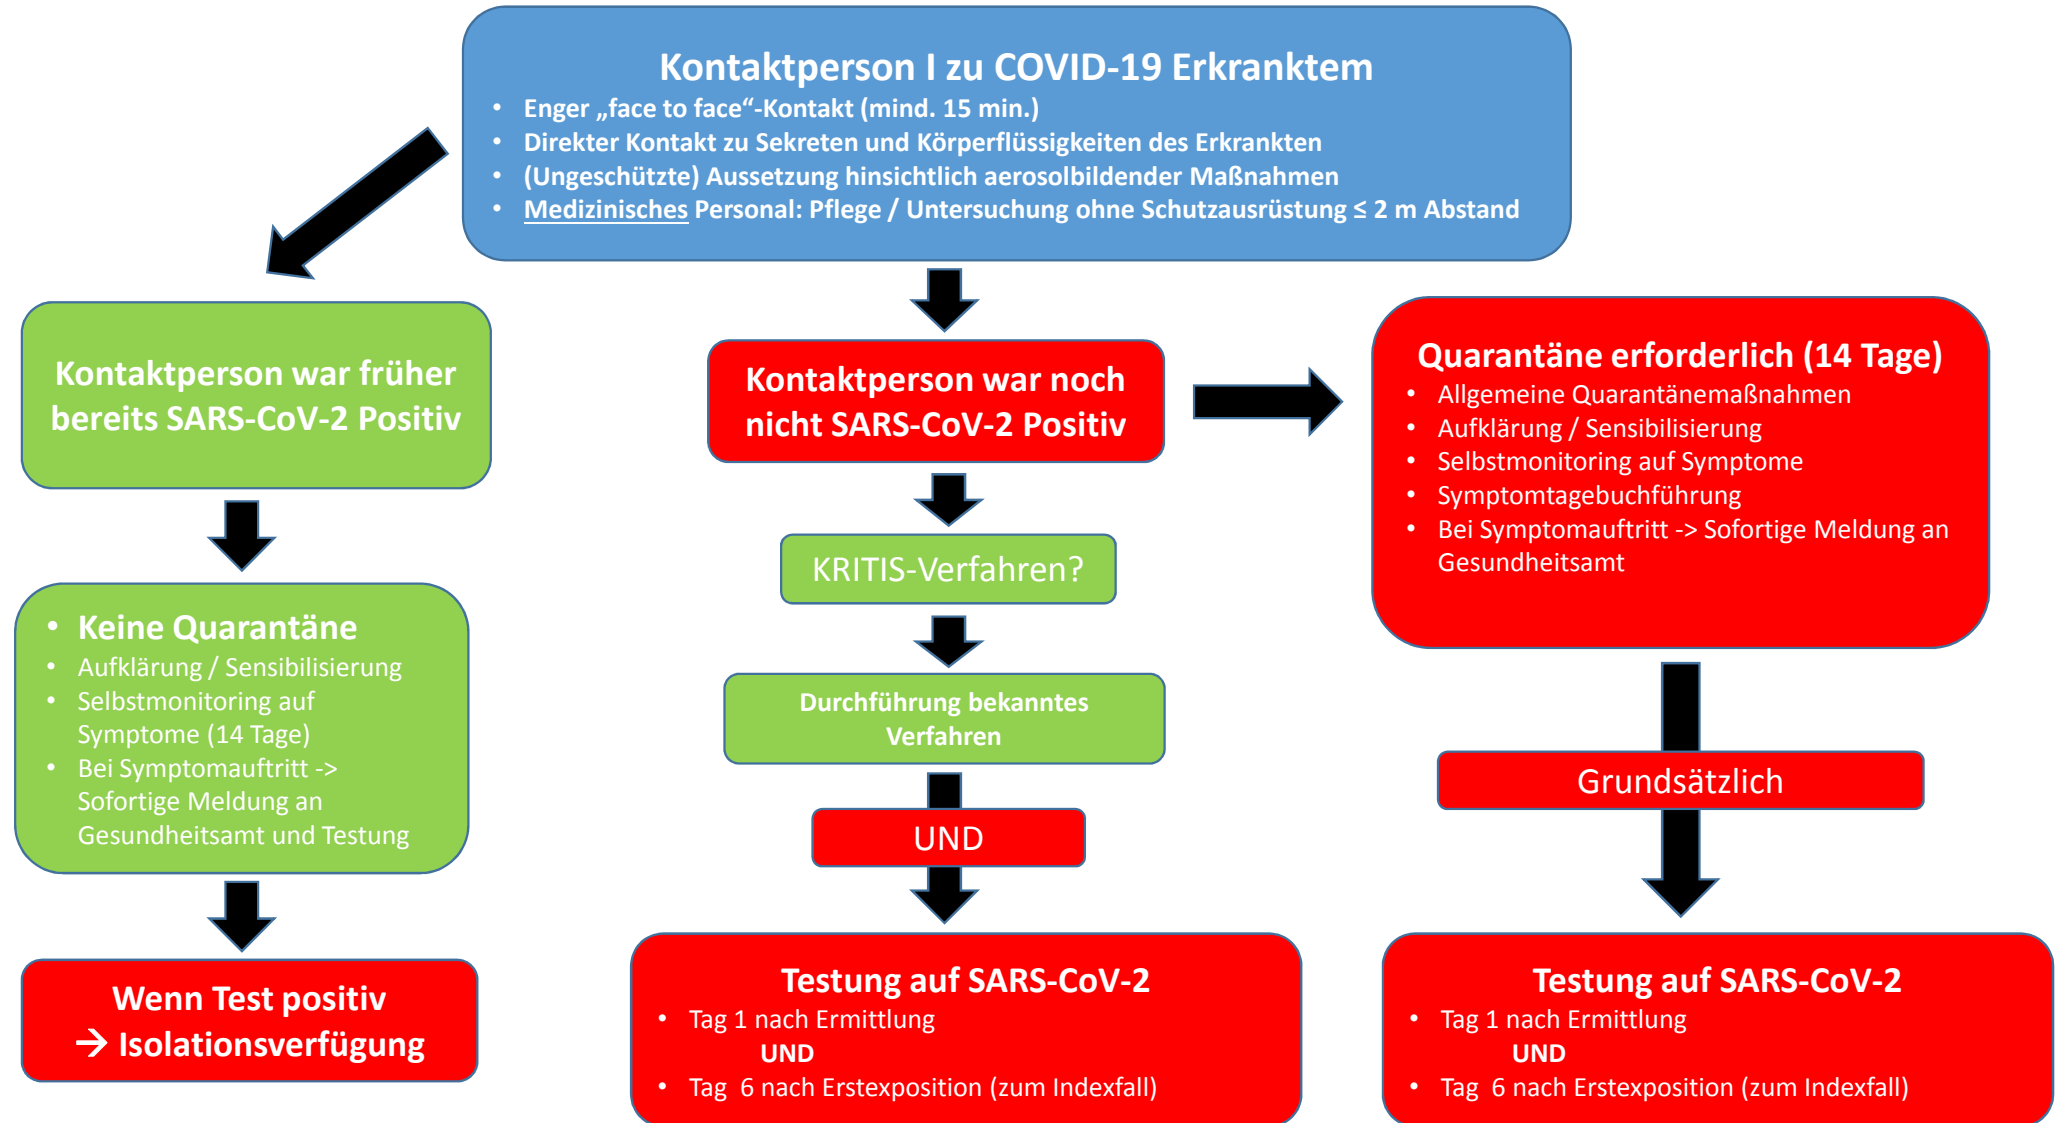 Kontaktperson I zu COVID-19 Erkranktem
• Enger „face to face“-Kontakt (mind. 15 min.)
• Direkter Kontakt zu Sekreten und Körperflüssigkeiten des Erkrankten
• (Ungeschützte) Aussetzung hinsichtlich aerosolbildender Maßnahmen
• Medizinisches Personal: Pflege / Untersuchung ohne Schutzausrüstung ≤ 2 m Abstand
Kontaktperson war früher
bereits SARS-CoV-2 Positiv
• Keine Quarantäne
• Aufklärung / Sensibilisierung
• Selbstmonitoring auf
Symptome (14 Tage)
• Bei Symptomauftritt ->
Sofortige Meldung an
Gesundheitsamt und Testung
Wenn Test positiv
→ Isolationsverfügung
Kontaktperson war noch
nicht SARS-CoV-2 Positiv
KRITIS-Verfahren?
Durchführung bekanntes
Verfahren
UND
Testung auf SARS-CoV-2
• Tag 1 nach Ermittlung
UND
• Tag  6 nach Erstexposition (zum Indexfall)
Quarantäne erforderlich (14 Tage)
• Allgemeine Quarantänemaßnahmen
• Aufklärung / Sensibilisierung
• Selbstmonitoring auf Symptome
• Symptomtagebuchführung
• Bei Symptomauftritt -> Sofortige Meldung an
Gesundheitsamt
Grundsätzlich
Testung auf SARS-CoV-2
• Tag 1 nach Ermittlung
UND
• Tag  6 nach Erstexposition (zum Indexfall)